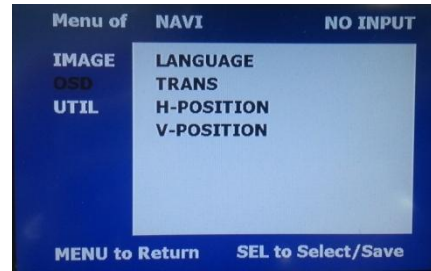 Menu of NAVI NO INPUT
IMAGE LANGUAGE
OSD TRANS
UTIL H-POSITION
V-POSITION
MENU to Return SEL to Select/Save